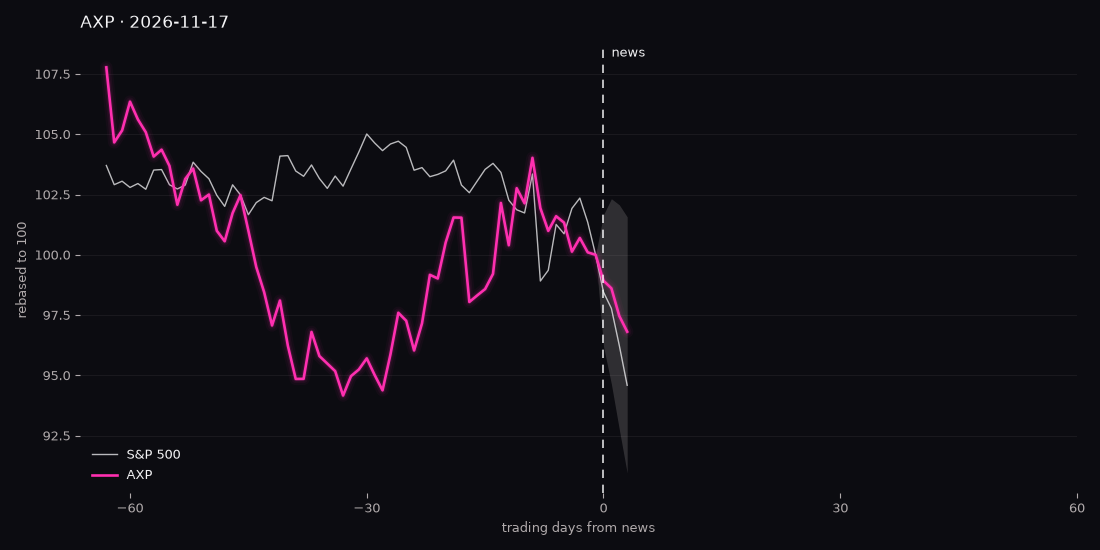 AXP · 2026-11-17
news
107.5
105.0
102.5
100.0
97.5
95.0
92.5
rebased to 100
S&P 500
AXP
−60
−30
0
30
60
trading days from news